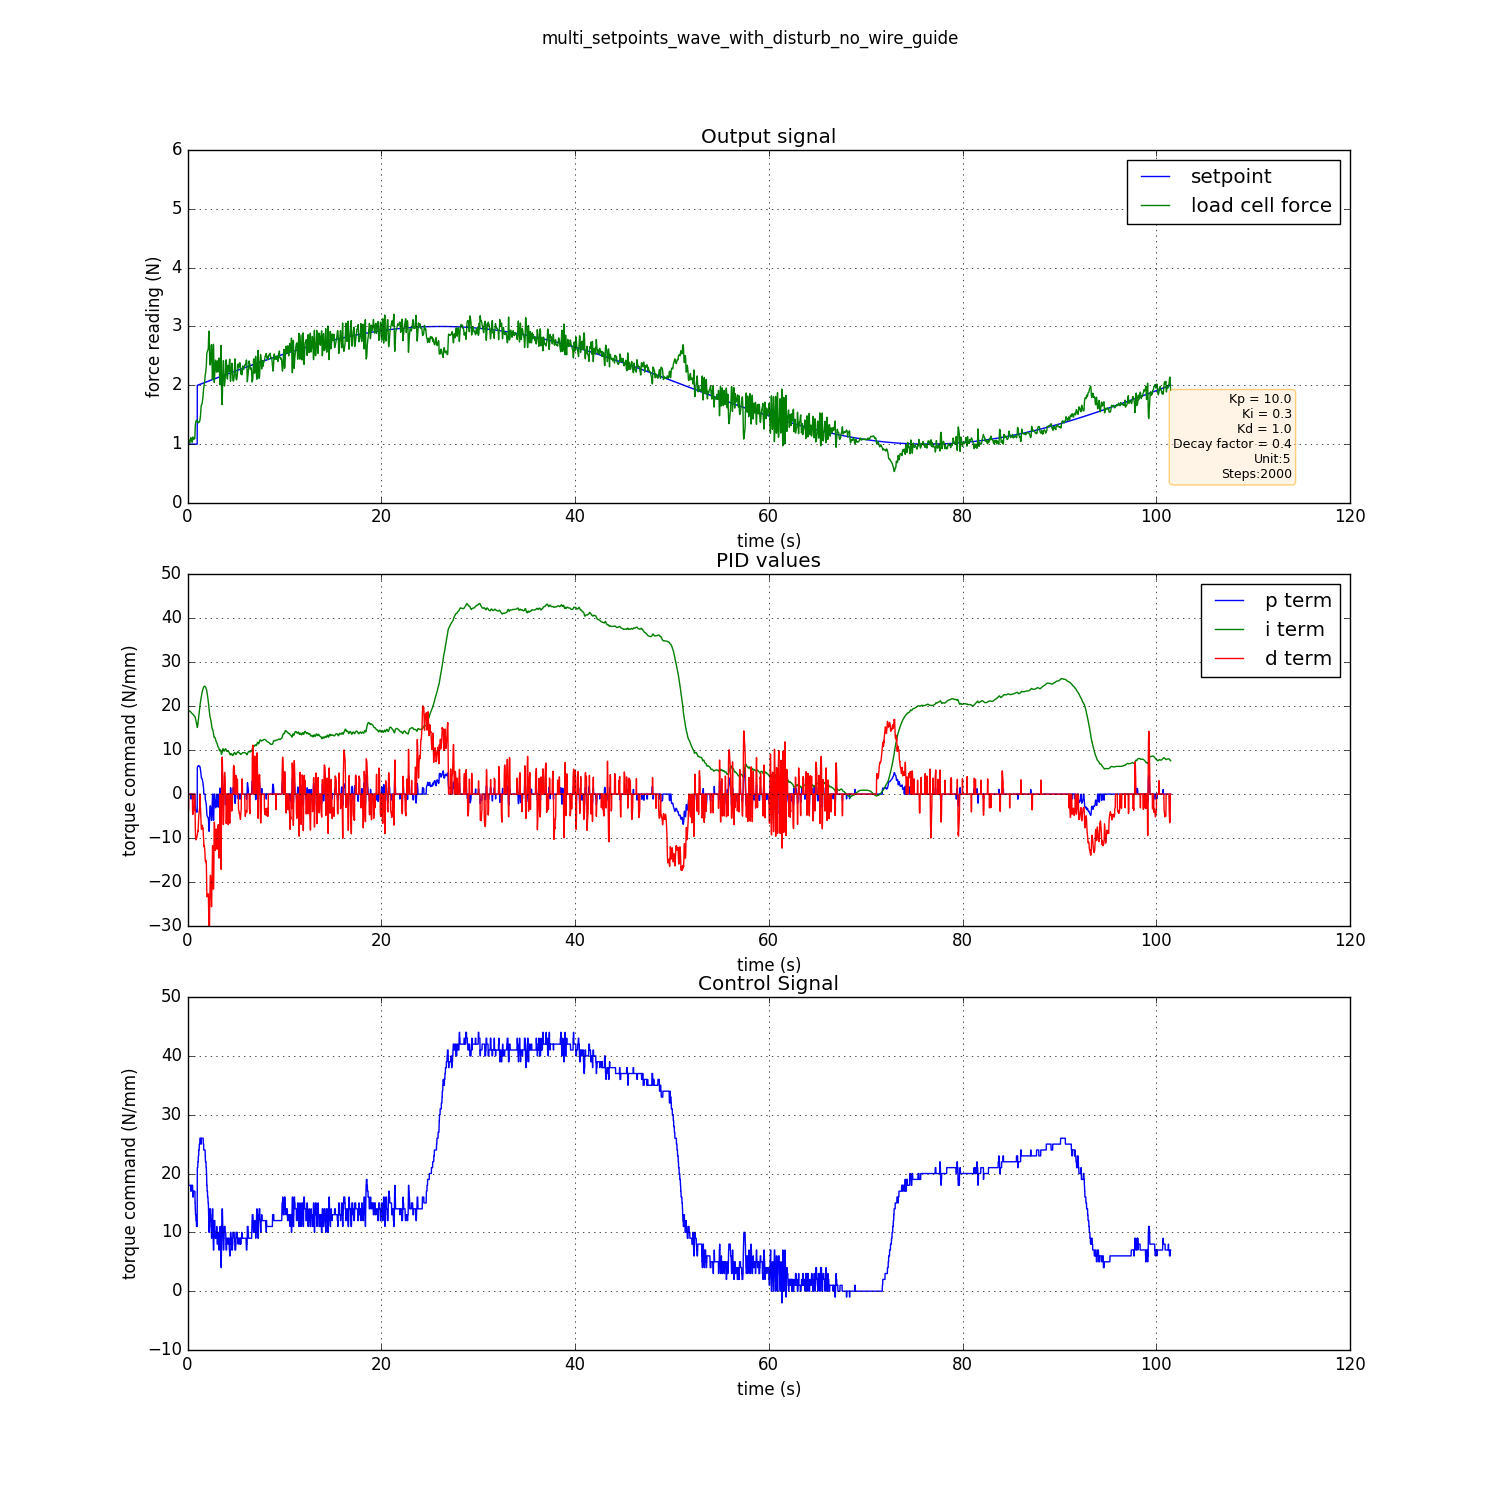 multi_setpoints_wave_with_disturb_no_wire_guide
Output signal
6
5
4
3
2
1
0
force reading (N)
setpoint
load cell force
Kp = 10.0
Ki = 0.3
Kd = 1.0
Decay factor = 0.4
Unit:5
Steps:2000
0 20 40 60 80 100 120
time (s)
PID values
50
40
30
20
10
0
−10
−20
−30
torque command (N/mm)
p term
i term
d term
0 20 40 60 80 100 120
time (s)
Control Signal
50
40
30
20
10
0
−10
torque command (N/mm)
0 20 40 60 80 100 120
time (s)